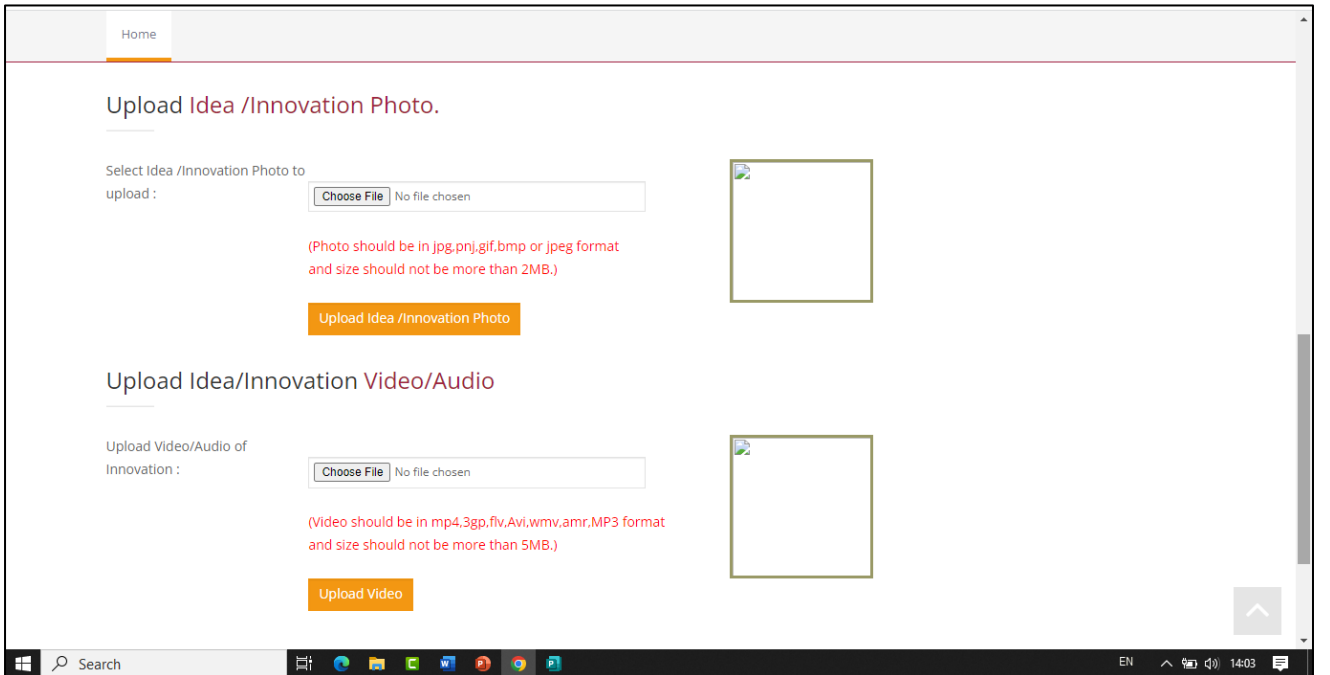 Home
Upload Idea /Innovation Photo.
Select Idea /Innovation Photo to
upload :
Choose File No file chosen
(Photo should be in jpg,pnj,gif,bmp or jpeg format
and size should not be more than 2MB.)
Upload Idea /Innovation Photo
Upload Idea/Innovation Video/Audio
Upload Video/Audio of
Innovation :
Choose File No file chosen
(Video should be in mp4,3gp,flv,Avi,wmv,amr,MP3 format
and size should not be more than 5MB.)
Upload Video
Search
EN
14:03